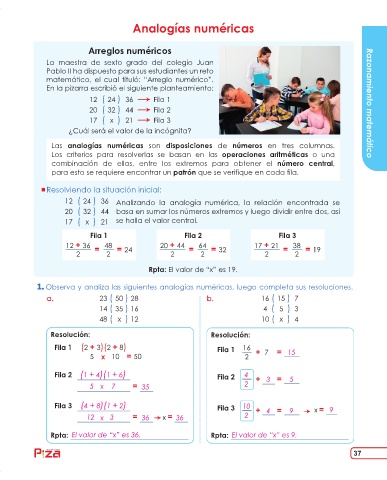 Analogías numéricas
Arreglos numéricos
La maestra de sexto grado del colegio Juan
Pablo II ha dispuesto para sus estudiantes un reto
matemático, el cual tituló: “Arreglo numérico”.
En la pizarra escribió el siguiente planteamiento:
12 ( 24 ) 36 → Fila 1
20 ( 32 ) 44 → Fila 2
17 ( x ) 21 → Fila 3
¿Cuál será el valor de la incógnita?
Razonamiento matemático
Las analogías numéricas son disposiciones de números en tres columnas.
Los criterios para resolverlas se basan en las operaciones aritméticas o una
combinación de ellas, entre los extremos para obtener el número central,
para esto se requiere encontrar un patrón que se verifique en cada fila.
Resolviendo la situación inicial:
12 ( 24 ) 36 Analizando la analogía numérica, la relación encontrada se
20 ( 32 ) 44 basa en sumar los números extremos y luego dividir entre dos, así
17 ( x ) 21 se halla el valor central.
Fila 1 Fila 2 Fila 3
12 + 36 / 2 = 48 / 2 = 24 20 + 44 / 2 = 64 / 2 = 32 17 + 21 / 2 = 38 / 2 = 19
Rpta: El valor de “x” es 19.
1. Observa y analiza las siguientes analogías numéricas, luego completa sus resoluciones.
a. 23 ( 50 ) 28 b. 16 ( 15 ) 7
14 ( 35 ) 16 4 ( 5 ) 3
48 ( x ) 12 10 ( x ) 4
Resolución:
Fila 1 (2 + 3)(2 + 8)
5 x 10 = 50
Fila 2 (1 + 4)(1 + 6)
5 x 7 = 35
Fila 3 (4 + 8)(1 + 2)
12 x 3 = 36 → x = 36
Rpta: El valor de “x” es 36.
Resolución:
Fila 1 16 / 2 + 7 = 15
Fila 2 4 / 2 + 3 = 5
Fila 3 10 / 2 + 4 = 9 → x = 9
Rpta: El valor de “x” es 9.
Pizza
37